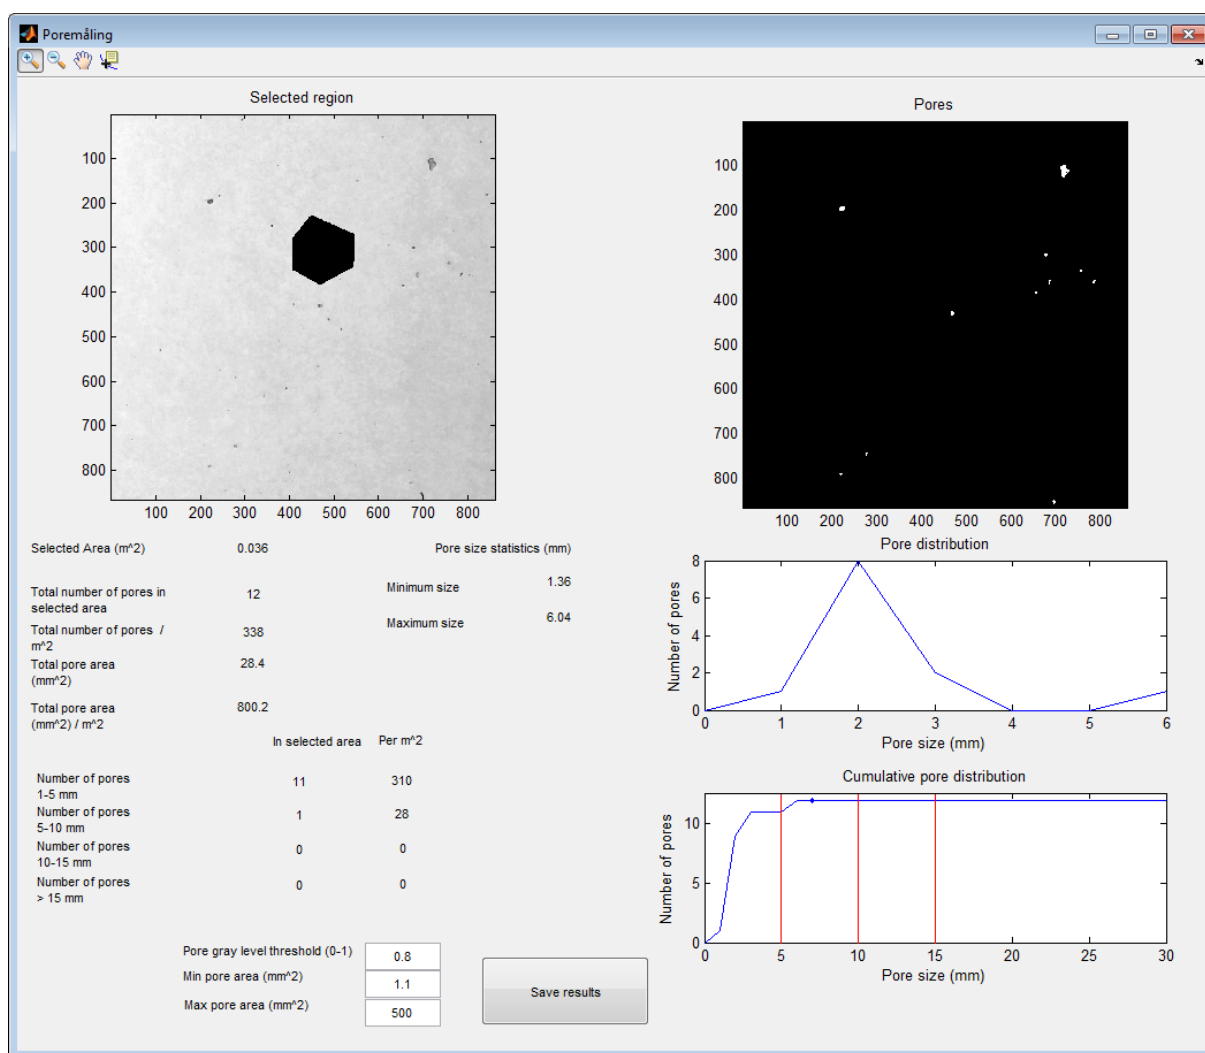 Poremåling
Selected region
100
200
300
400
500
600
700
800
100 200 300 400 500 600 700 800
Pores
100
200
300
400
500
600
700
800
100 200 300 400 500 600 700 800
Selected Area (m^2) 0.036
Total number of pores in
selected area 12
Total number of pores /
m^2 338
Total pore area
(mm^2) 28.4
Total pore area
(mm^2) / m^2 800.2
Pore size statistics (mm)
Minimum size 1.36
Maximum size 6.04
In selected area Per m^2
Number of pores
1-5 mm 11 310
Number of pores
5-10 mm 1 28
Number of pores
10-15 mm 0 0
Number of pores
> 15 mm 0 0
Pore gray level threshold (0-1) 0.8
Min pore area (mm^2) 1.1
Max pore area (mm^2) 500
Save results
Pore distribution
Number of pores
8
6
4
2
0
0 1 2 3 4 5 6
Pore size (mm)
Cumulative pore distribution
Number of pores
10
5
0
0 5 10 15 20 25 30
Pore size (mm)